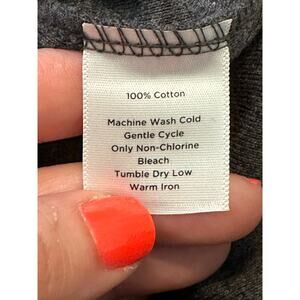 100% Cotton
Machine Wash Cold
Gentle Cycle
Only Non-Chlorine
Bleach
Tumble Dry Low
Warm Iron